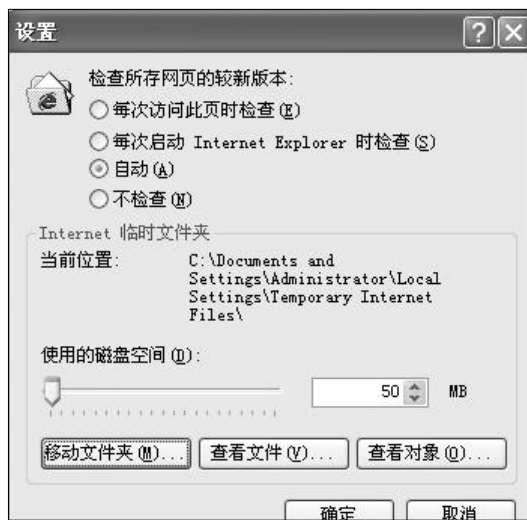 设置
检查所存网页的较新版本:
每次访问此页时检查(E)
每次启动 Internet Explorer 时检查(S)
自动(A)
不检查(N)
Internet 临时文件夹
当前位置: C:\Documents and
Settings\Administrator\Local
Settings\Temporary Internet
Files\
使用的磁盘空间(D):
50 MB
移动文件夹(M)... 查看文件(V)... 查看对象(O)...
确定 取消